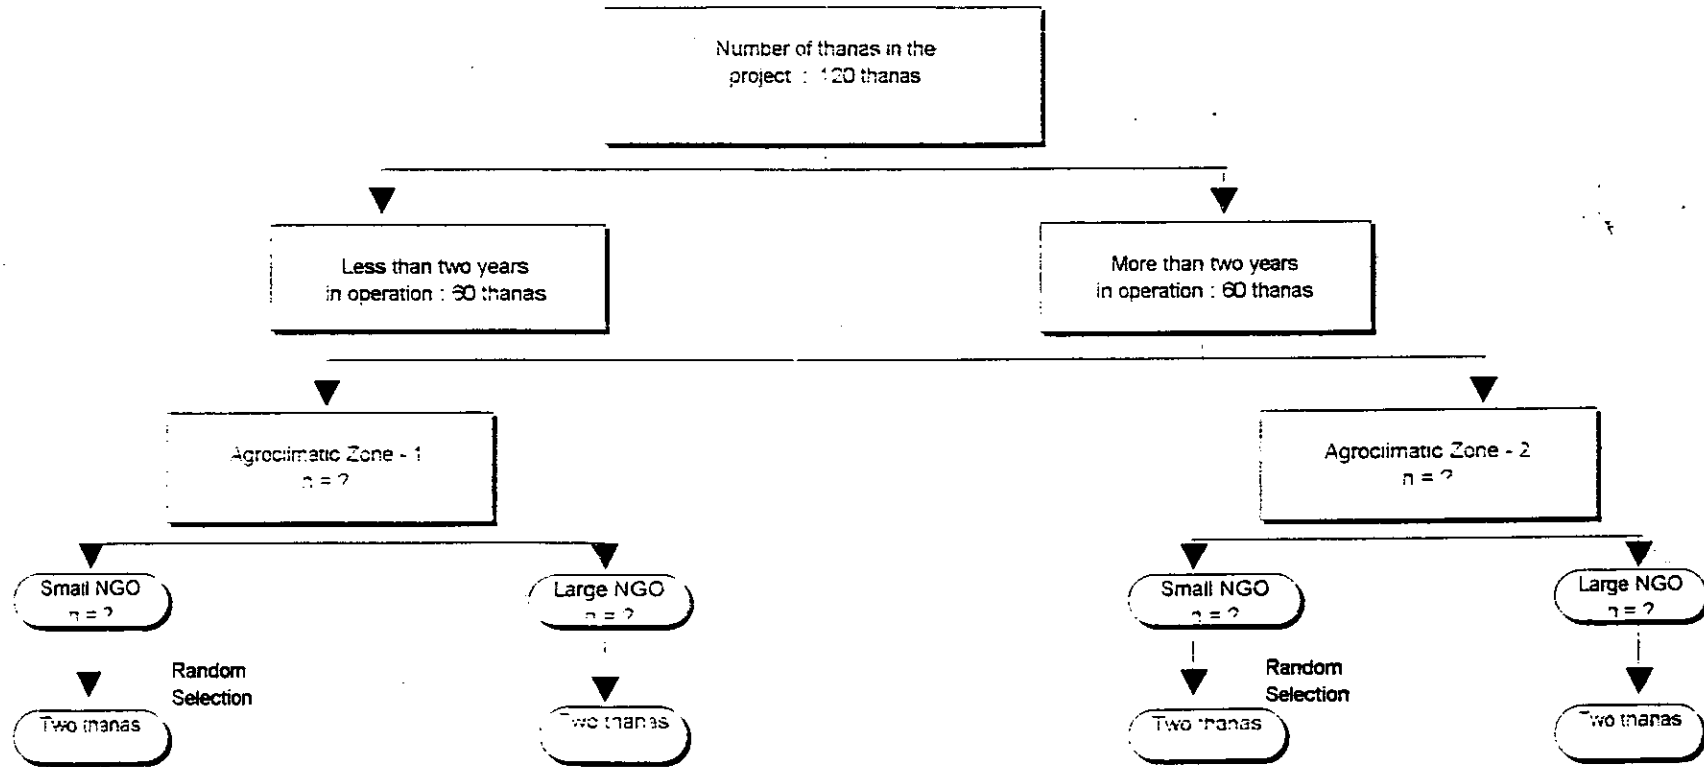 Number of thanas in the
project : 120 thanas
Less than two years
in operation : 60 thanas
More than two years
in operation : 60 thanas
Agroclimatic Zone - 1
n = ?
Agroclimatic Zone - 2
n = ?
Small NGO
n = ?
Large NGO
n = ?
Small NGO
n = ?
Large NGO
n = ?
Random
Selection
Random
Selection
Two thanas
Two thanas
Two thanas
Two thanas